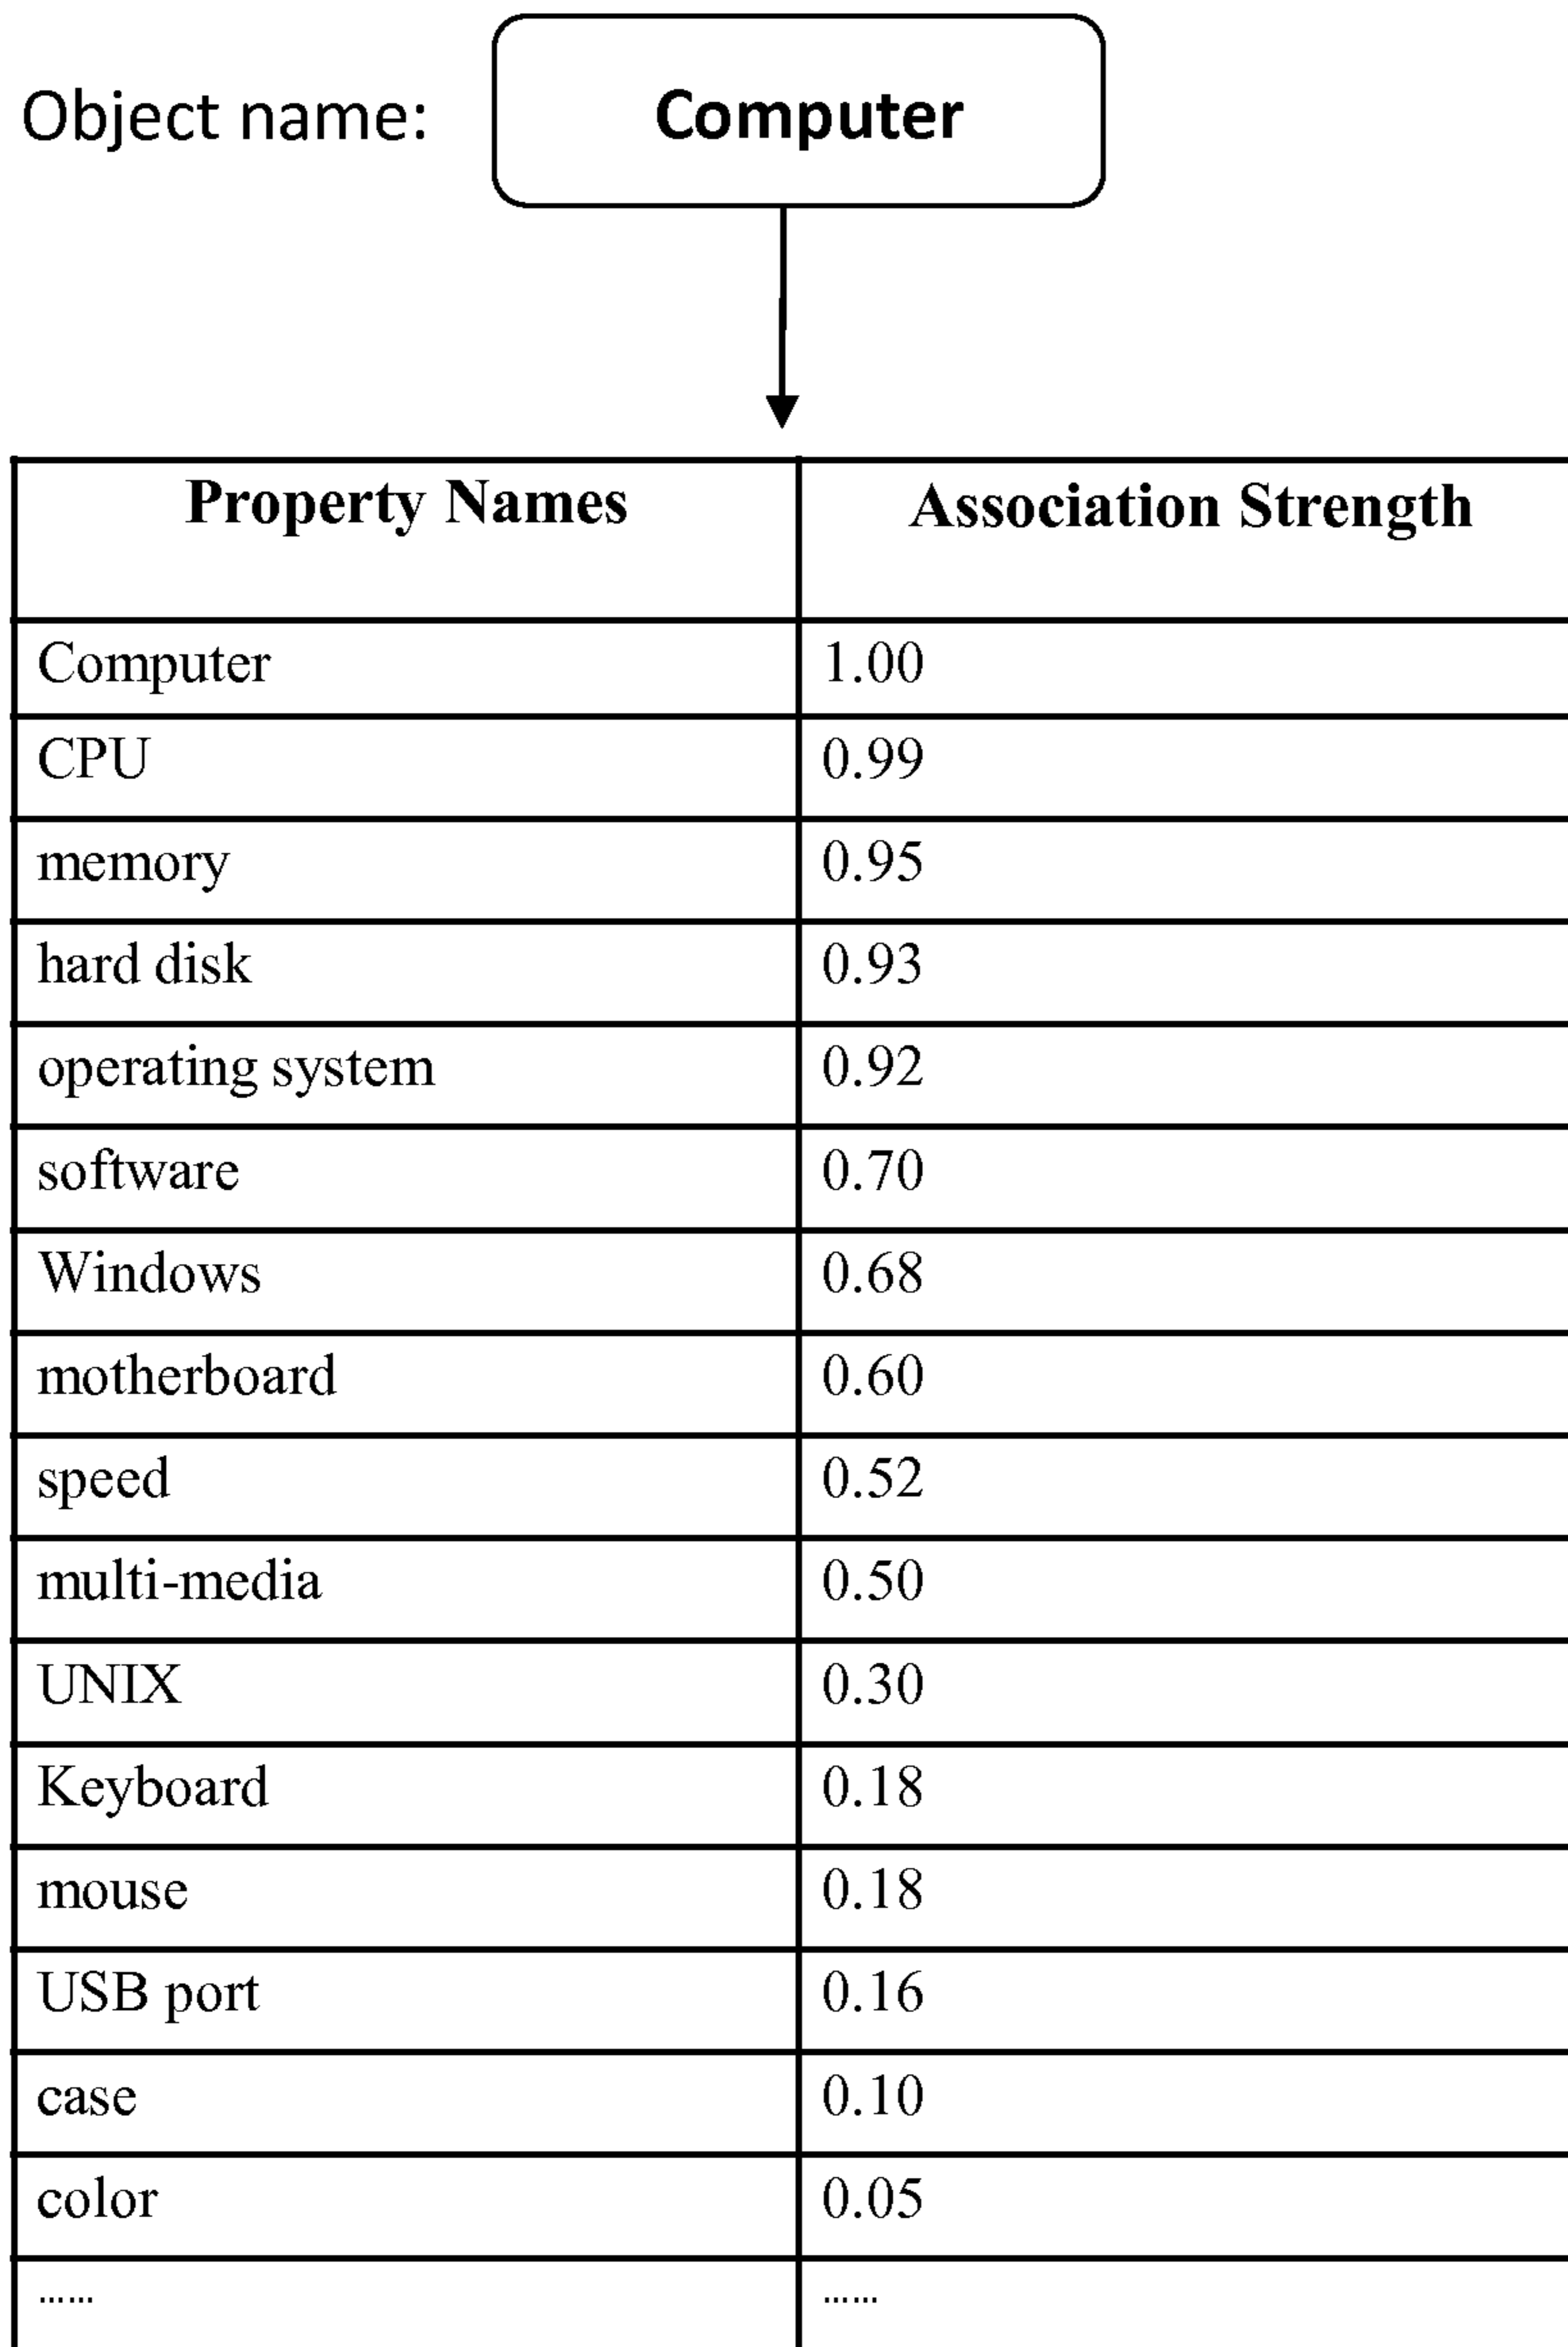 Object name: Computer
Property Names Association Strength
Computer 1.00
CPU 0.99
memory 0.95
hard disk 0.93
operating system 0.92
software 0.70
Windows 0.68
motherboard 0.60
speed 0.52
multi-media 0.50
UNIX 0.30
Keyboard 0.18
mouse 0.18
USB port 0.16
case 0.10
color 0.05
...... ......